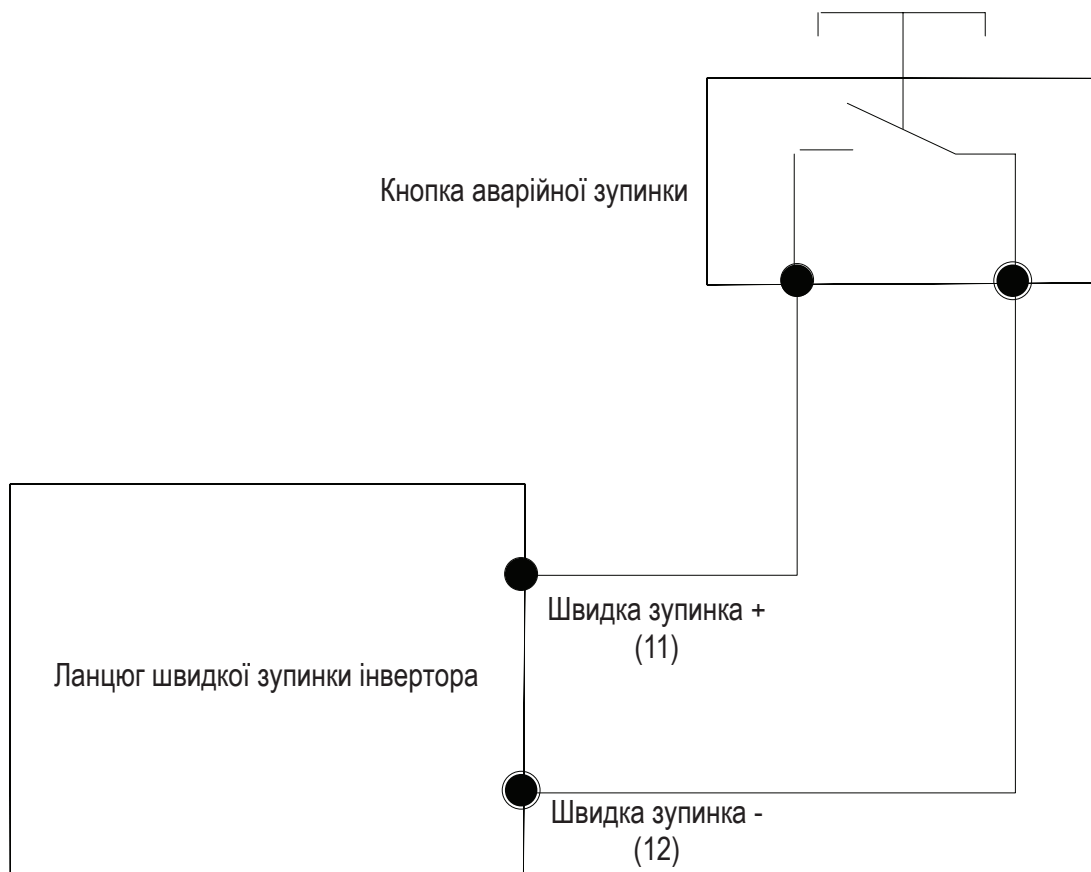 Кнопка аварійної зупинки
Швидка зупинка +
(11)
Ланцюг швидкої зупинки інвертора
Швидка зупинка -
(12)